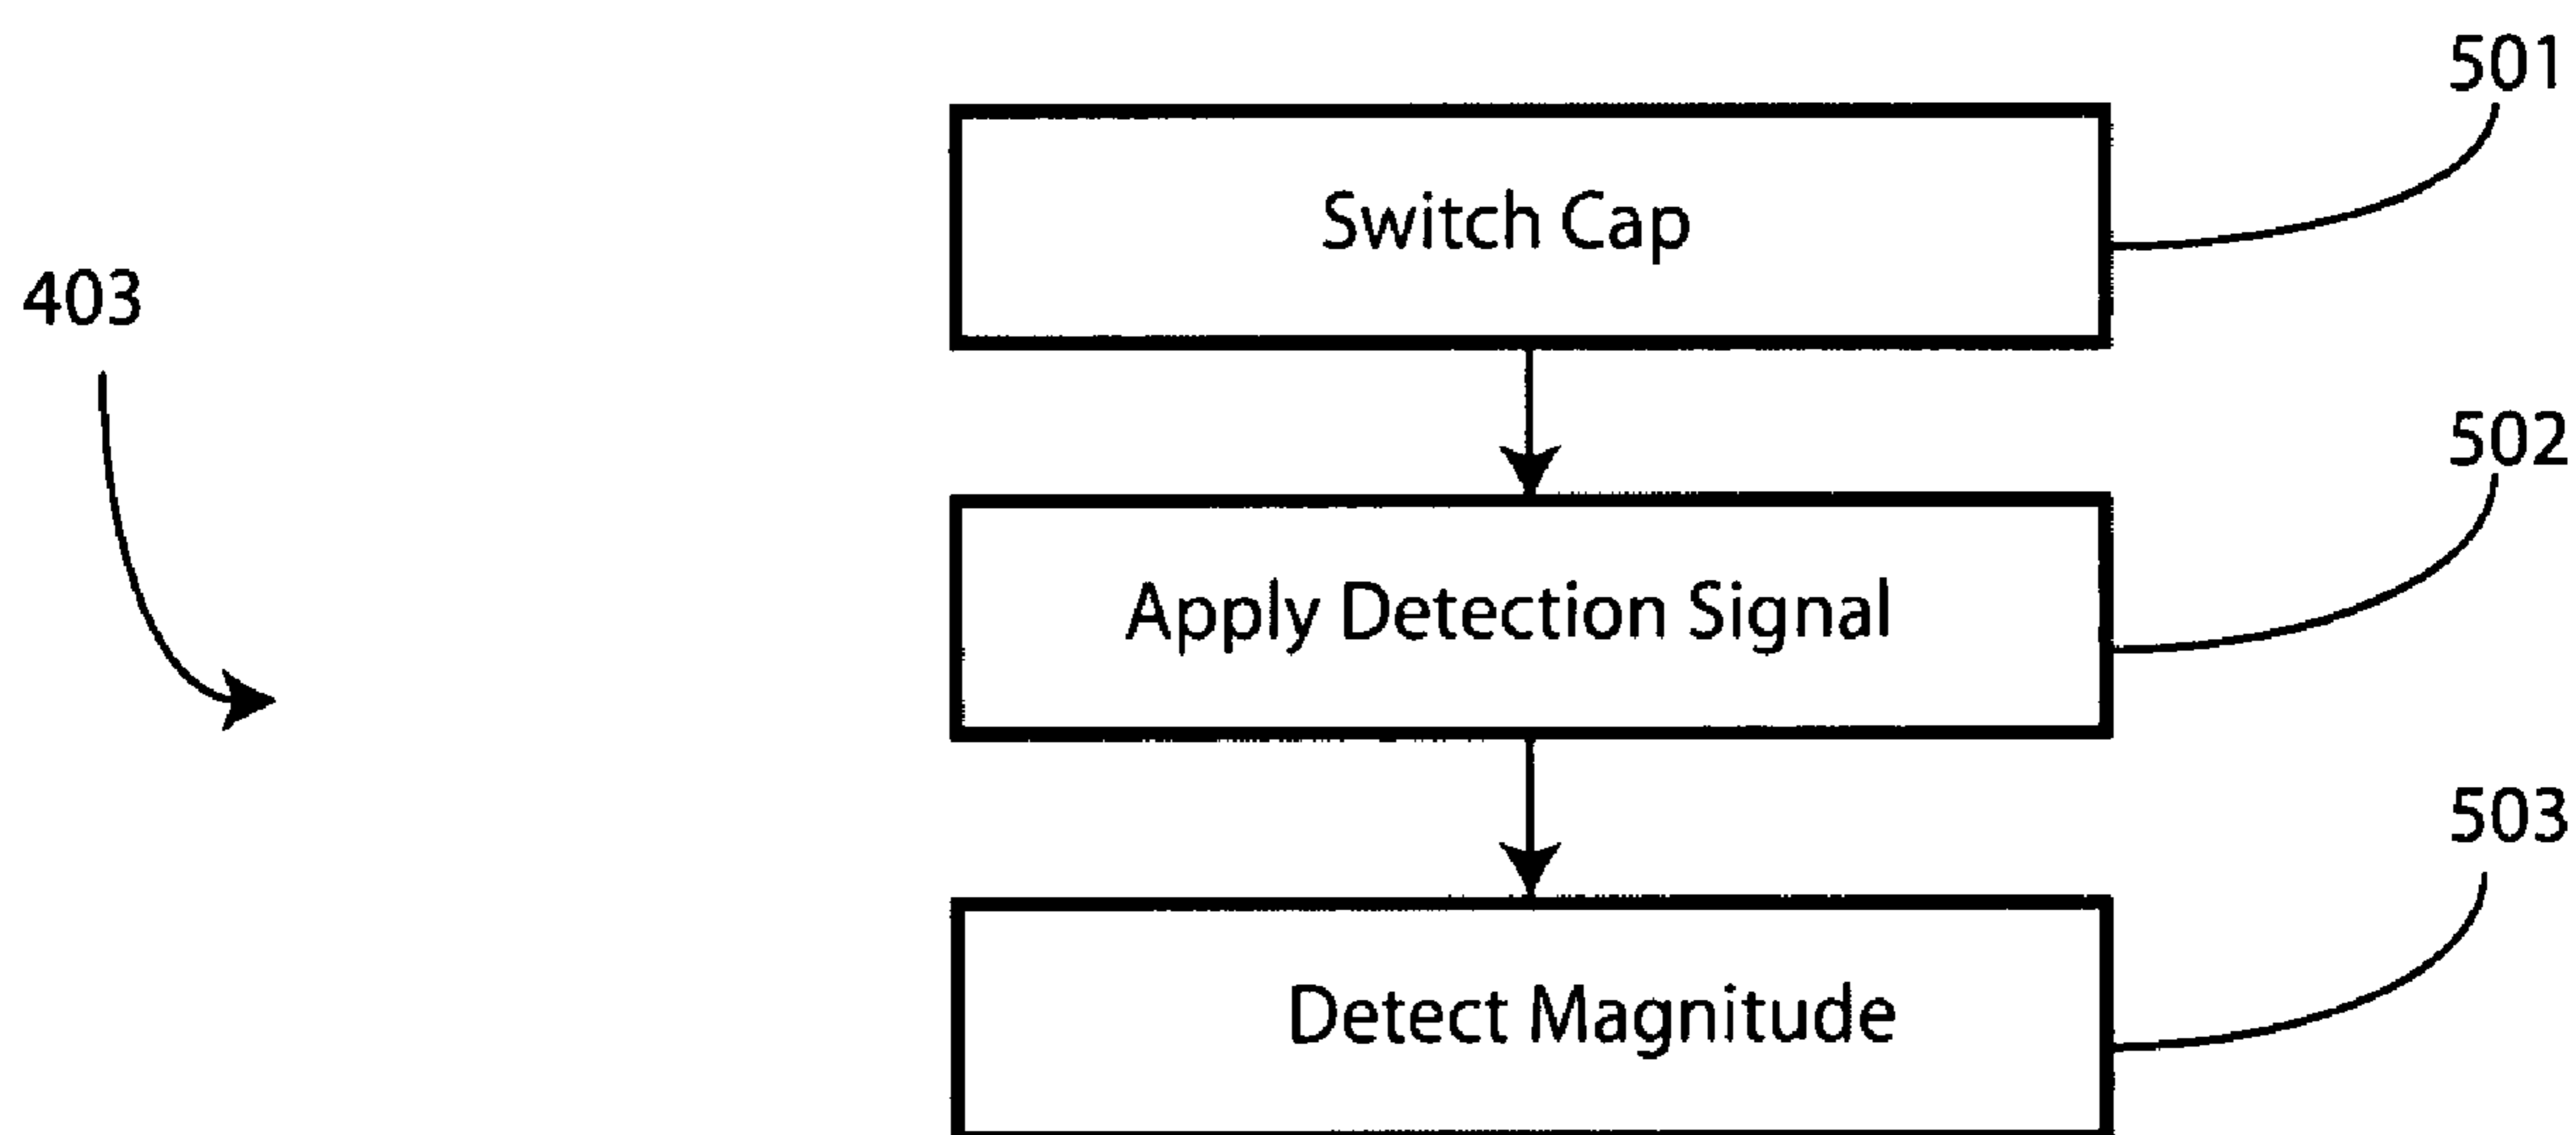 501
Switch Cap
403
502
Apply Detection Signal
503
Detect Magnitude